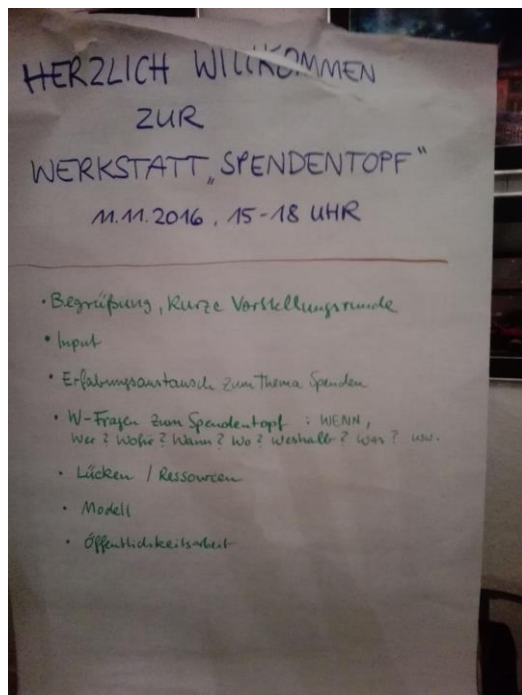 HERZLICH WILLKOMMEN
ZUR
WERKSTATT „SPENDENTOPF“
11.11.2016, 15-18 UHR
• Begrüßung, Kurze Vorstellungsrunde
• Input
• Erfahrungsaustausch zum Thema Spenden
• W-Fragen zum Spendentopf : WENN,
Wer? Wofür? Wann? Wo? Weshalb? Was? usw.
• Lücken / Ressourcen
• Modell
• Öffentlichkeitsarbeit